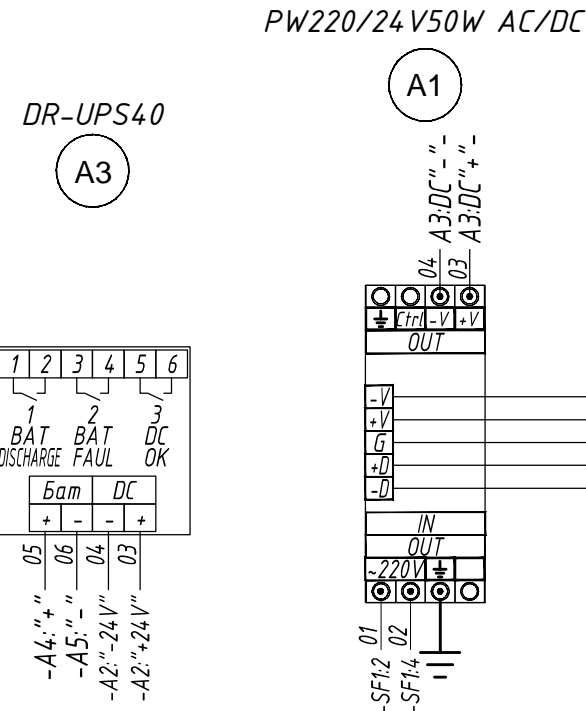 PW220/24V50W AC/DC
A1
DR-UPS40
A3
A3:DC"-"-
A3:DC"+"-
04
03
Ctrl -V +V
OUT
1 2 3 4 5 6
1 2 3
BAT BAT DC
DISCHARGE FAUL OK
Бат DC
+ - - +
05 06 04 03
-A4:"+"
-A5:"-"
-A2:"-24V"
-A2:"+24V"
-V
+V
G
+D
-D
IN
OUT
~220V
01
02
-SF1:2
-SF1:4